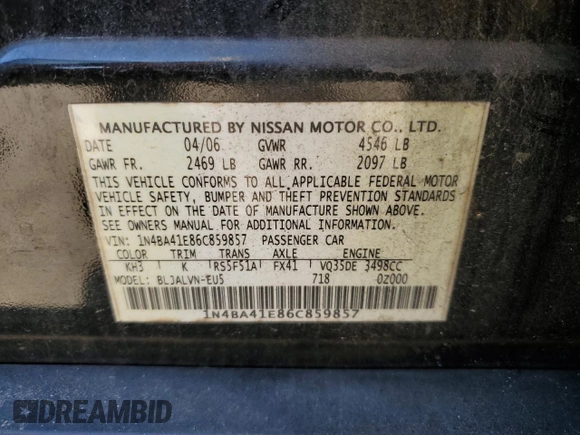 MANUFACTURED BY NISSAN MOTOR CO., LTD.
DATE 04/06 GVWR 4546 LB
GAWR FR. 2469 LB GAWR RR. 2097 LB
THIS VEHICLE CONFORMS TO ALL APPLICABLE FEDERAL MOTOR
VEHICLE SAFETY, BUMPER AND THEFT PREVENTION STANDARDS
IN EFFECT ON THE DATE OF MANUFACTURE SHOWN ABOVE.
SEE OWNERS MANUAL FOR ADDITIONAL INFORMATION.
VIN: 1N4BA41E86C859857 PASSENGER CAR
COLOR TRIM TRANS AXLE ENGINE
KH3 K RS5F51A FX41 VQ35DE 3498CC
MODEL: BLJALVN-EU5 718 0Z000
1N4BA41E86C859857
DREAMBID